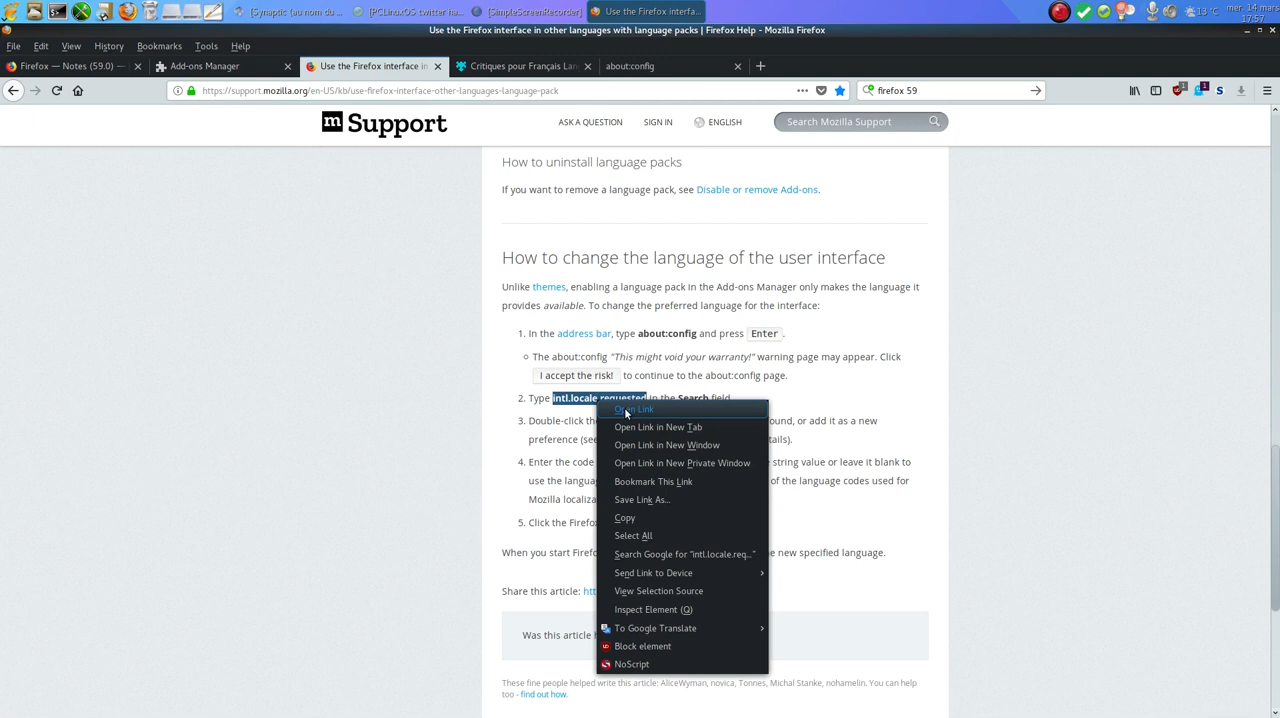 [Synaptic (au nom du ...
[PCLinuxOS twitter ha...
[SimpleScreenRecorder]
Use the Firefox interfa...
13 °C
mer. 14 mars
17:57
Use the Firefox interface in other languages with language packs | Firefox Help - Mozilla Firefox
File Edit View History Bookmarks Tools Help
Firefox — Notes (59.0)
Add-ons Manager
Use the Firefox interface in
Critiques pour Français Lan
about:config
https://support.mozilla.org/en-US/kb/use-firefox-interface-other-languages-language-pack
firefox 59
m Support
ASK A QUESTION
SIGN IN
ENGLISH
Search Mozilla Support
How to uninstall language packs
If you want to remove a language pack, see Disable or remove Add-ons.
How to change the language of the user interface
Unlike themes, enabling a language pack in the Add-ons Manager only makes the language it
provides available. To change the preferred language for the interface:
1. In the address bar, type about:config and press Enter.
The about:config "This might void your warranty!" warning page may appear. Click
I accept the risk! to continue to the about:config page.
2. Type intl.locale.requested in the Search field.
3. Double-click the
ound, or add it as a new
preference (see
tails).
4. Enter the code
e string value or leave it blank to
use the languag
of the language codes used for
Mozilla localiza
5. Click the Firefo
When you start Firefo
he new specified language.
Share this article: htt
Was this article h
These fine people helped write this article: AliceWyman, novica, Tonnes, Michal Stanke, nohamelin. You can help
too - find out how.
Open Link
Open Link in New Tab
Open Link in New Window
Open Link in New Private Window
Bookmark This Link
Save Link As...
Copy
Select All
Search Google for "intl.locale.req..."
Send Link to Device
View Selection Source
Inspect Element (Q)
To Google Translate
Block element
NoScript